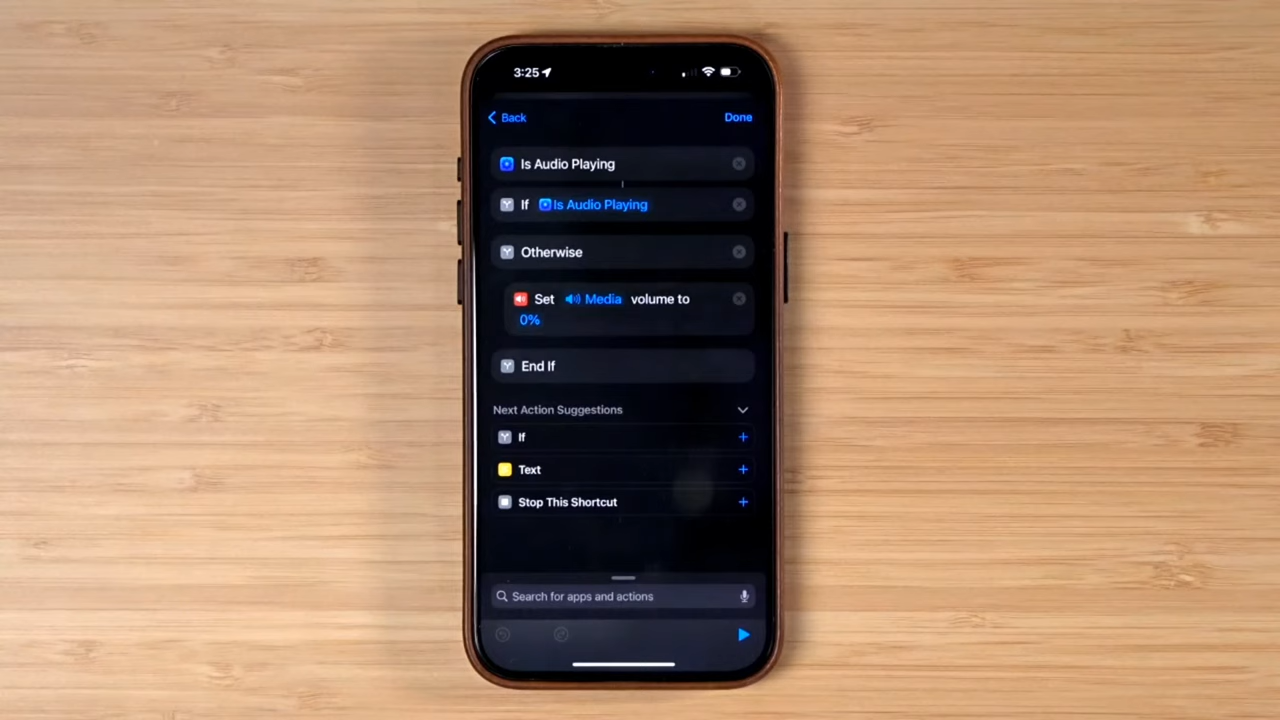 3:25
Back
Done
Is Audio Playing
If Is Audio Playing
Otherwise
Set Media volume to
0%
End If
Next Action Suggestions
If
Text
Stop This Shortcut
Search for apps and actions